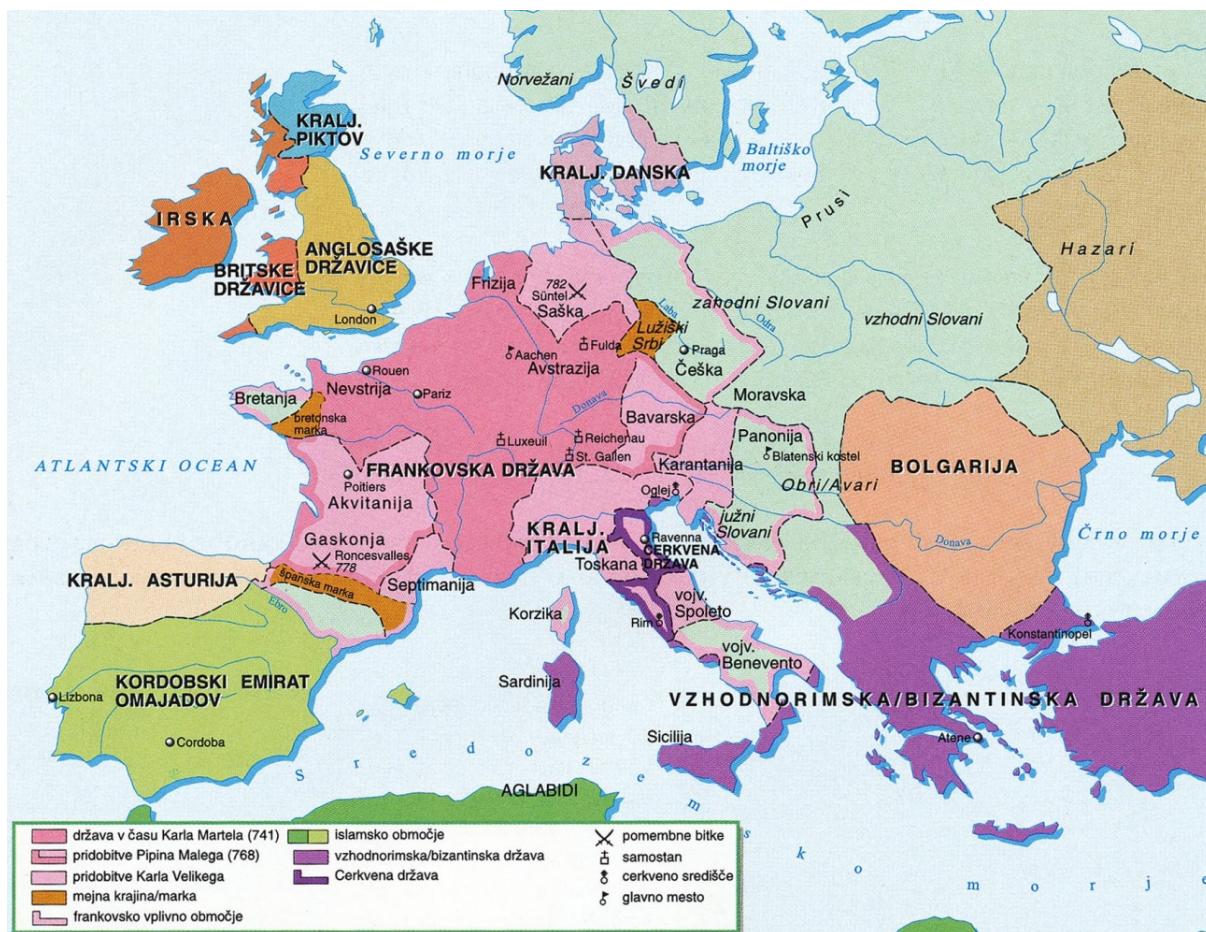 Norvežani
Švedi
KRALJ.
PIKTOV
Severno morje
Baltiško
morje
KRALJ. DANSKA
Prusi
IRSKA
Hazari
ANGLOSAŠKE
DRŽAVICE
BRITSKE
DRŽAVICE
London
Frizija
782
Süntel
Saška
Laba
Lužiški
Srbi
zahodni Slovani
Odra
vzhodni Slovani
Aachen
Fulda
Praga
Češka
Avstrazija
Rouen
Nevstrija
Pariz
Bretanja
bretonska
marka
Donava
Bavarska
Moravska
Luxeuil
Reichenau
St. Gallen
Panonija
Blatenski kostel
ATLANTSKI OCEAN
FRANKOVSKA DRŽAVA
Karantanija
BOLGARIJA
Poitiers
Akvitanija
Oglej
Obri/Avari
južni
Slovani
Gaskonja
Roncesvalles
778
KRALJ.
ITALIJA
Ravenna
CERKVENA
DRŽAVA
Toskana
Donava
Črno morje
KRALJ. ASTURIJA
španska marka
Septimanija
Ebro
Korzika
vojv.
Spoleto
Rim
Konstantinopel
vojv.
Benevento
KORDOBSKI EMIRAT
OMAJADOV
Lizbona
Sardinija
VZHODNORIMSKA/BIZANTINSKA DRŽAVA
Cordoba
Sicilija
Atene
Sredozemsko morje
AGLABIDI
država v času Karla Martela (741)
pridobitve Pipina Malega (768)
pridobitve Karla Velikega
mejna krajina/marka
frankovsko vplivno območje
islamsko območje
vzhodnorimska/bizantinska država
Cerkvena država
pomembne bitke
samostan
cerkveno središče
glavno mesto